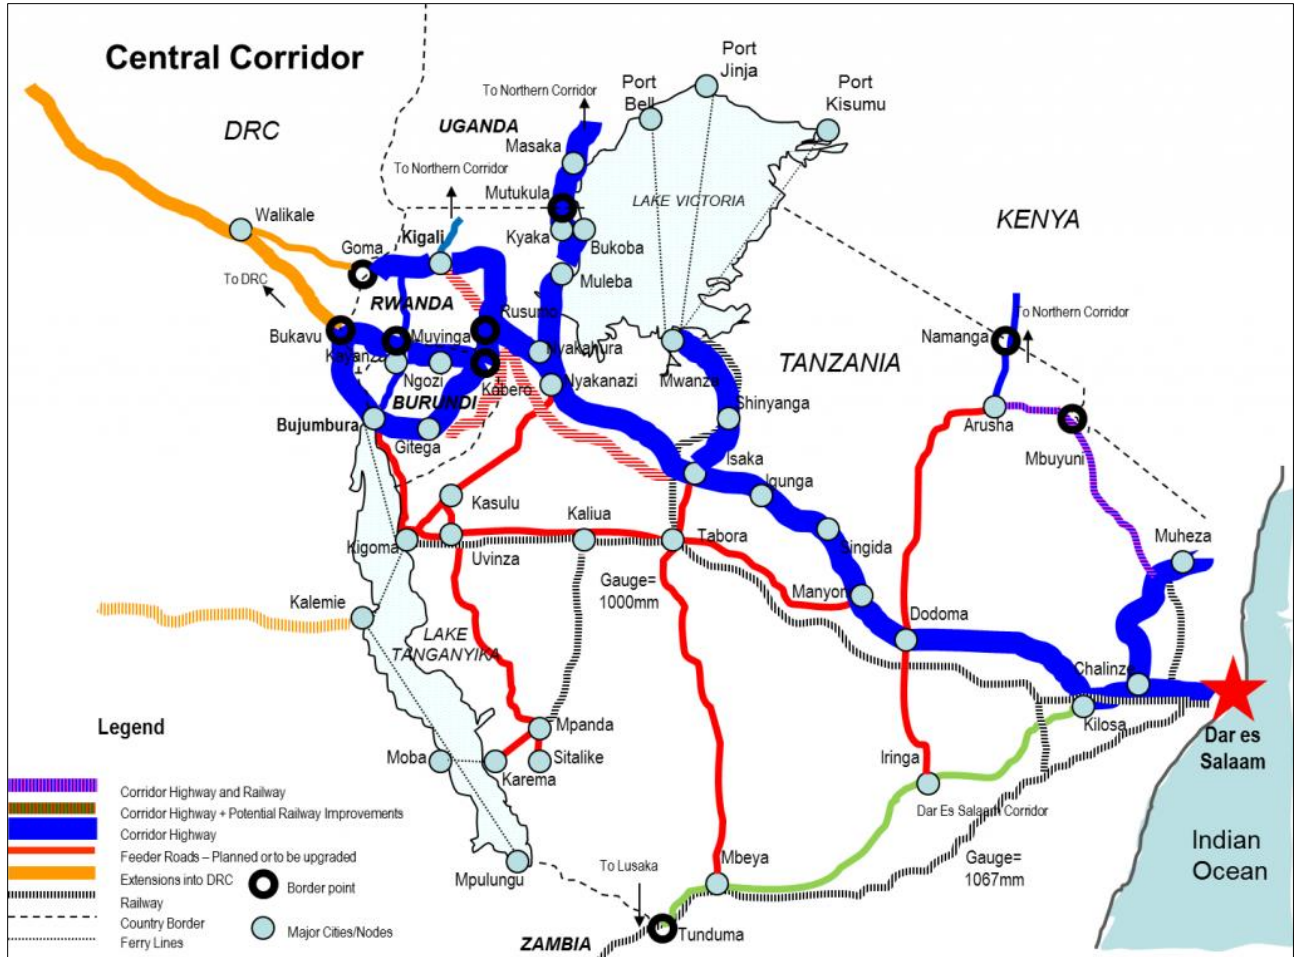 Central Corridor
DRC
UGANDA
To Northern Corridor
Port
Bell
Port
Jinja
Port
Kisumu
Masaka
To Northern Corridor
Mutukula
LAKE VICTORIA
Walikale
Goma
Kigali
Kyaka
Bukoba
KENYA
To DRC
Muleba
RWANDA
Rusumo
To Northern Corridor
Bukavu
Muyinga
Namanga
Kayanza
Nyakahura
Mwanza
TANZANIA
Ngozi
Kobero
Nyakanazi
BURUNDI
Shinyanga
Arusha
Bujumbura
Gitega
Mbuyuni
Isaka
Igunga
Kasulu
Kaliua
Tabora
Singida
Muheza
Kigoma
Uvinza
Gauge=
1000mm
Manyoni
Kalemie
Dodoma
LAKE
TANGANYIKA
Chalinze
Legend
Mpanda
Kilosa
Dar es
Salaam
Moba
Karema
Sitalike
Iringa
Corridor Highway and Railway
Corridor Highway + Potential Railway Improvements
Dar Es Salaam Corridor
Corridor Highway
Indian
Ocean
Feeder Roads – Planned or to be upgraded
Mbeya
Gauge=
1067mm
To Lusaka
Extensions into DRC
Border point
Mpulungu
Railway
Country Border
Major Cities/Nodes
Tunduma
Ferry Lines
ZAMBIA